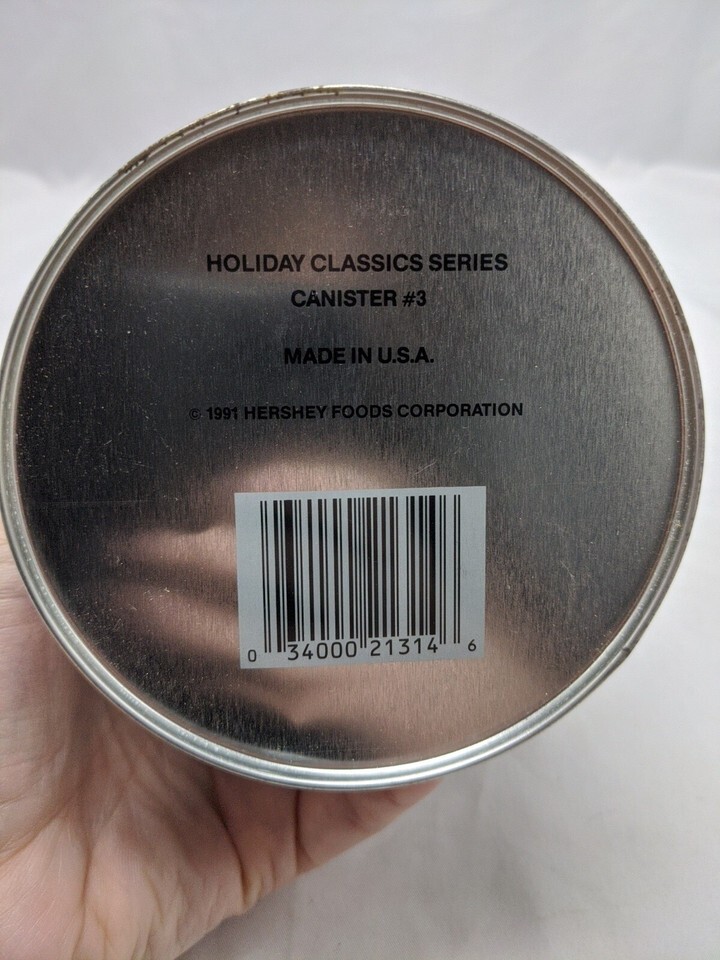 HOLIDAY CLASSICS SERIES
CANISTER #3
MADE IN U.S.A.
© 1991 HERSHEY FOODS CORPORATION
0 34000 21314 6